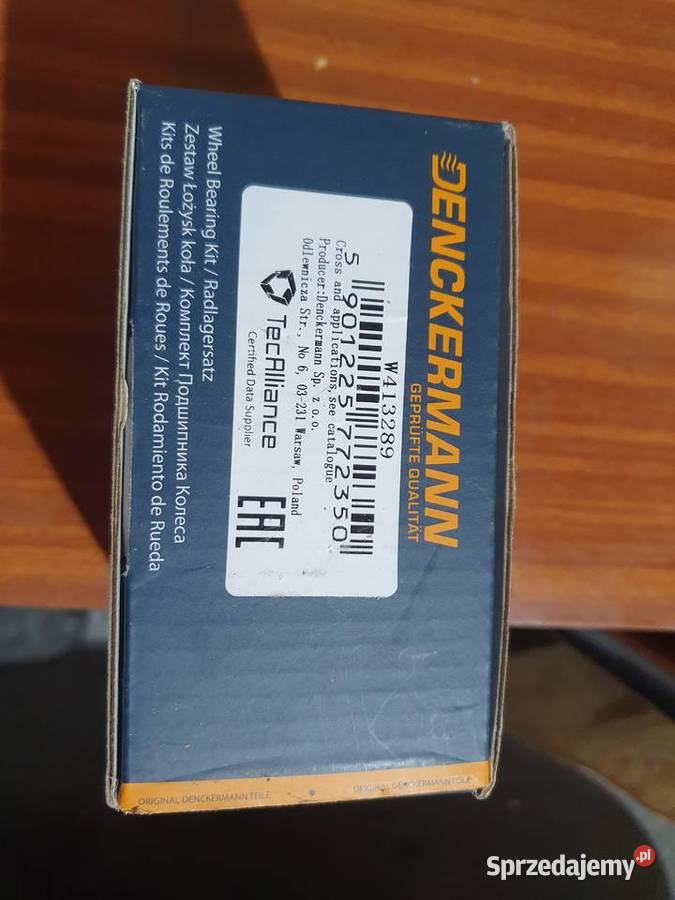 DENCKERMANN
GEPRÜFTE QUALITÄT
W413289
5 901225 772350
Cross and applications, see catalogue
Producer:Denckermann Sp. z o.o.
Odlewnicza Str., No 6, 03-231 Warsaw, Poland
TecAlliance
Certified Data Supplier
EAC
Wheel Bearing Kit / Radlagersatz
Zestaw Łożysk koła / Комплект Подшипника Колеса
Kits de Roulements de Roues / Kit Rodamiento de Rueda
ORIGINAL DENCKERMANN TEILE
ORIGINAL DENCKERMANN TEILE
Sprzedajemy.pl